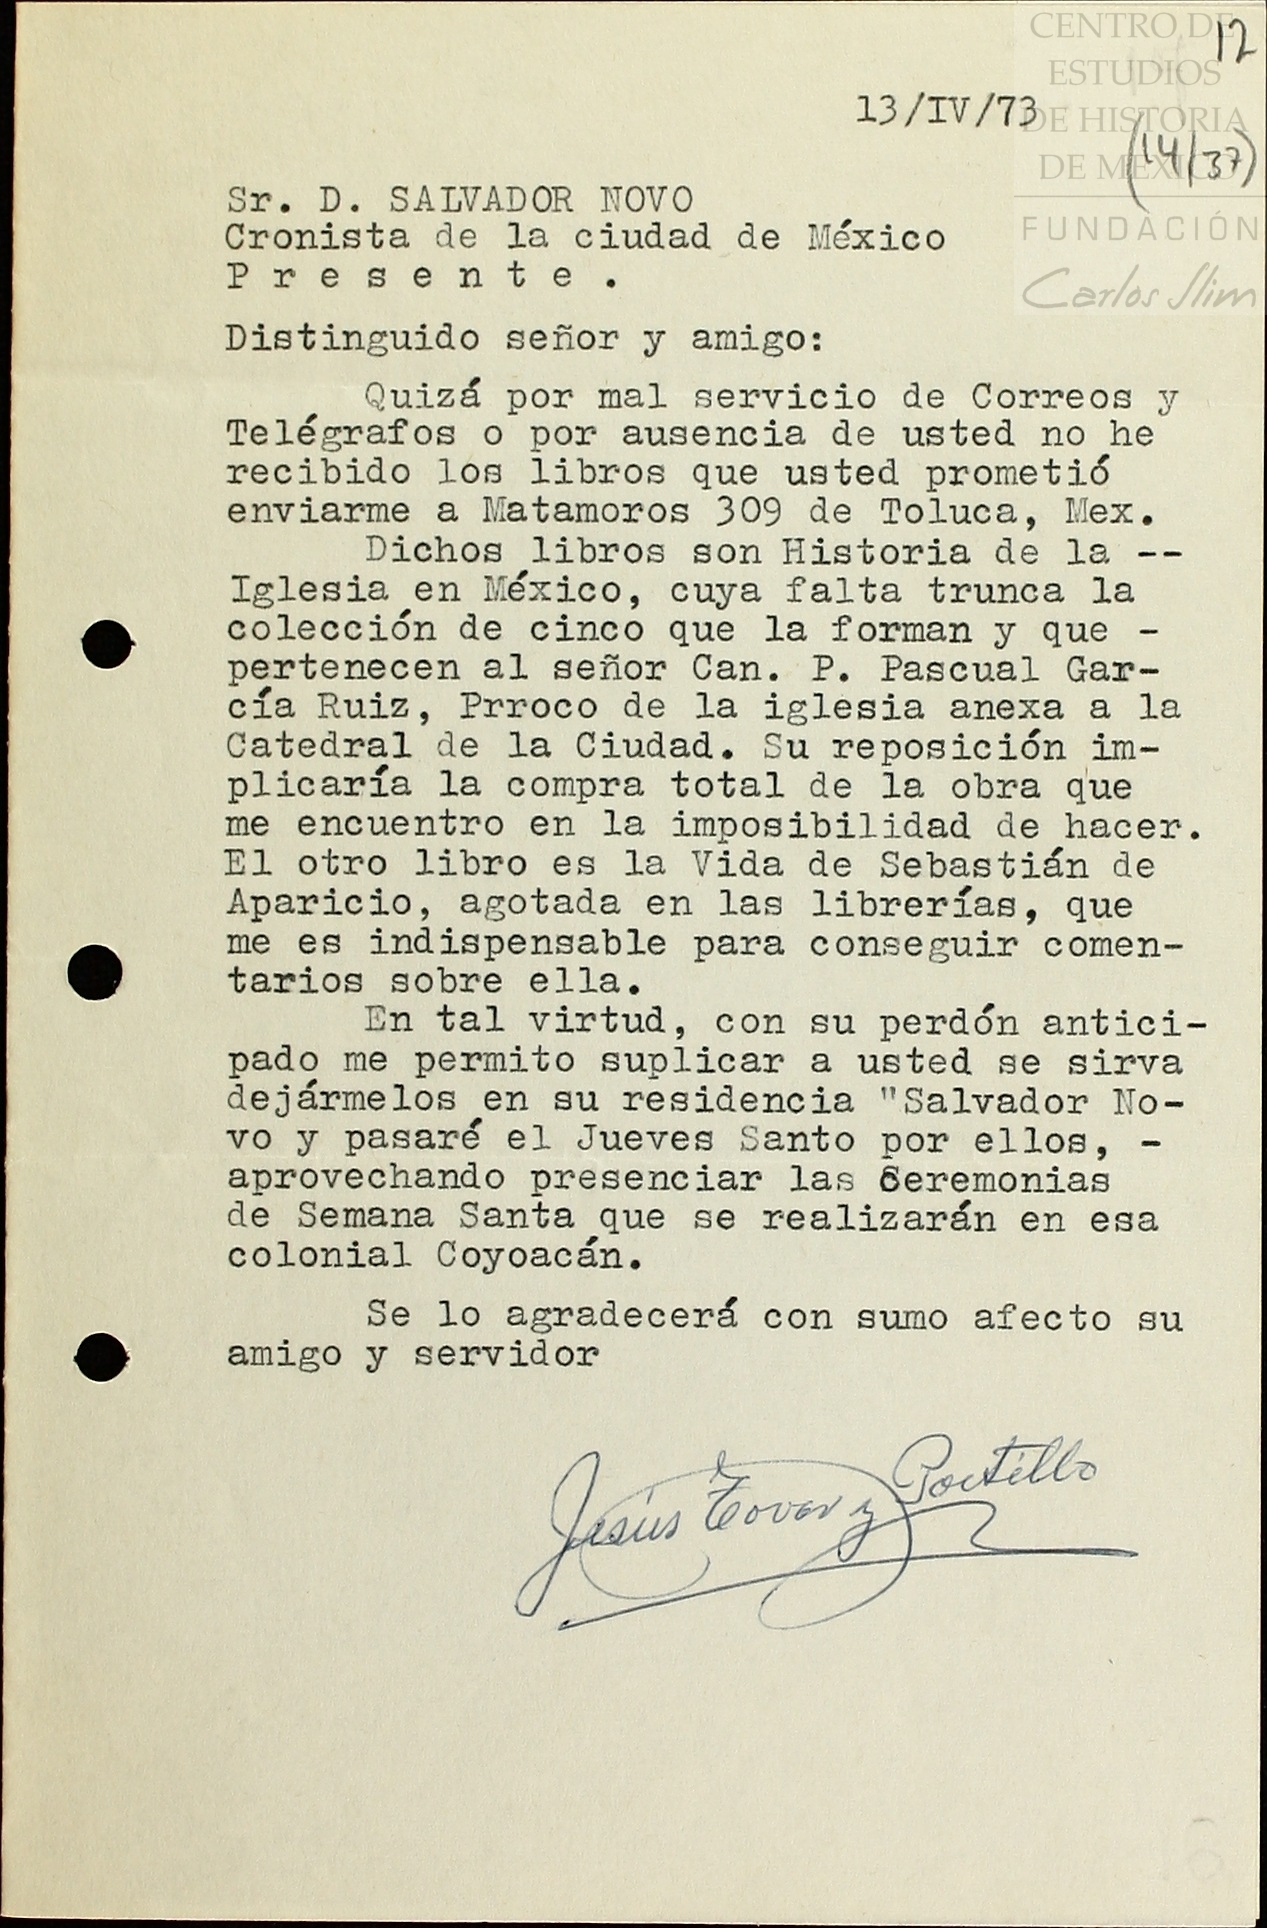 CENTRO DE
ESTUDIOS
DE HISTORIA
DE MÉXICO
FUNDACIÓN
Carlos Slim
12
13/IV/73
(14/37)
Sr. D. SALVADOR NOVO
Cronista de la ciudad de México
P r e s e n t e .
Distinguido señor y amigo:
Quizá por mal servicio de Correos y
Telégrafos o por ausencia de usted no he
recibido los libros que usted prometió
enviarme a Matamoros 309 de Toluca, Mex.
Dichos libros son Historia de la --
Iglesia en México, cuya falta trunca la
colección de cinco que la forman y que -
pertenecen al señor Can. P. Pascual Gar-
cía Ruiz, Prroco de la iglesia anexa a la
Catedral de la Ciudad. Su reposición im-
plicaría la compra total de la obra que
me encuentro en la imposibilidad de hacer.
El otro libro es la Vida de Sebastián de
Aparicio, agotada en las librerías, que
me es indispensable para conseguir comen-
tarios sobre ella.
En tal virtud, con su perdón antici-
pado me permito suplicar a usted se sirva
dejármelos en su residencia "Salvador No-
vo y pasaré el Jueves Santo por ellos, -
aprovechando presenciar las Ceremonias
de Semana Santa que se realizarán en esa
colonial Coyoacán.
Se lo agradecerá con sumo afecto su
amigo y servidor
Jesús Tovar y Portillo